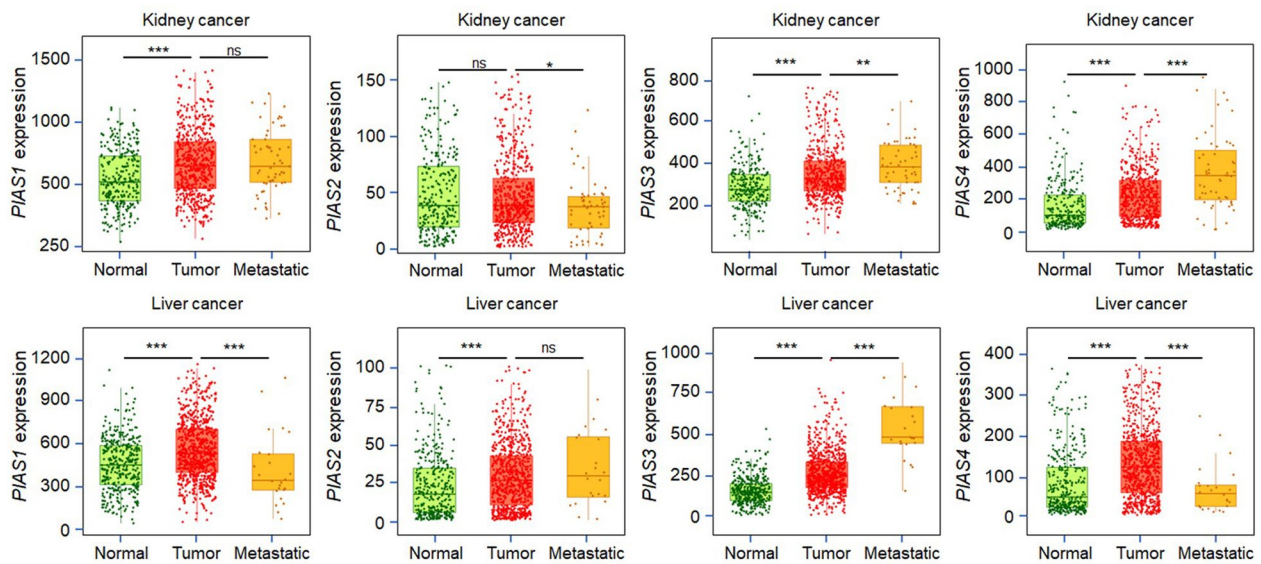 Kidney cancer
PIAS1 expression
1500
1000
500
250
***
ns
Normal
Tumor
Metastatic
Kidney cancer
PIAS2 expression
150
100
50
0
ns
*
Normal
Tumor
Metastatic
Kidney cancer
PIAS3 expression
800
600
400
200
***
**
Normal
Tumor
Metastatic
Kidney cancer
PIAS4 expression
1000
800
600
400
200
0
***
***
Normal
Tumor
Metastatic
Liver cancer
PIAS1 expression
1200
900
600
300
0
***
***
Normal
Tumor
Metastatic
Liver cancer
PIAS2 expression
100
75
50
25
0
***
ns
Normal
Tumor
Metastatic
Liver cancer
PIAS3 expression
1000
750
500
250
0
***
***
Normal
Tumor
Metastatic
Liver cancer
PIAS4 expression
400
300
200
100
0
***
***
Normal
Tumor
Metastatic